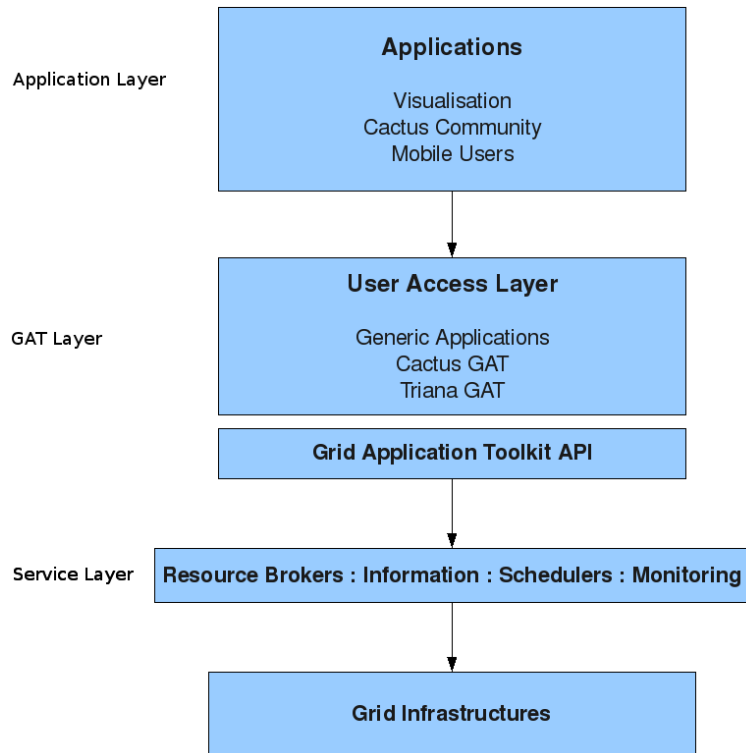 Application Layer
Applications
Visualisation
Cactus Community
Mobile Users
GAT Layer
User Access Layer
Generic Applications
Cactus GAT
Triana GAT
Grid Application Toolkit API
Service Layer
Resource Brokers : Information : Schedulers : Monitoring
Grid Infrastructures